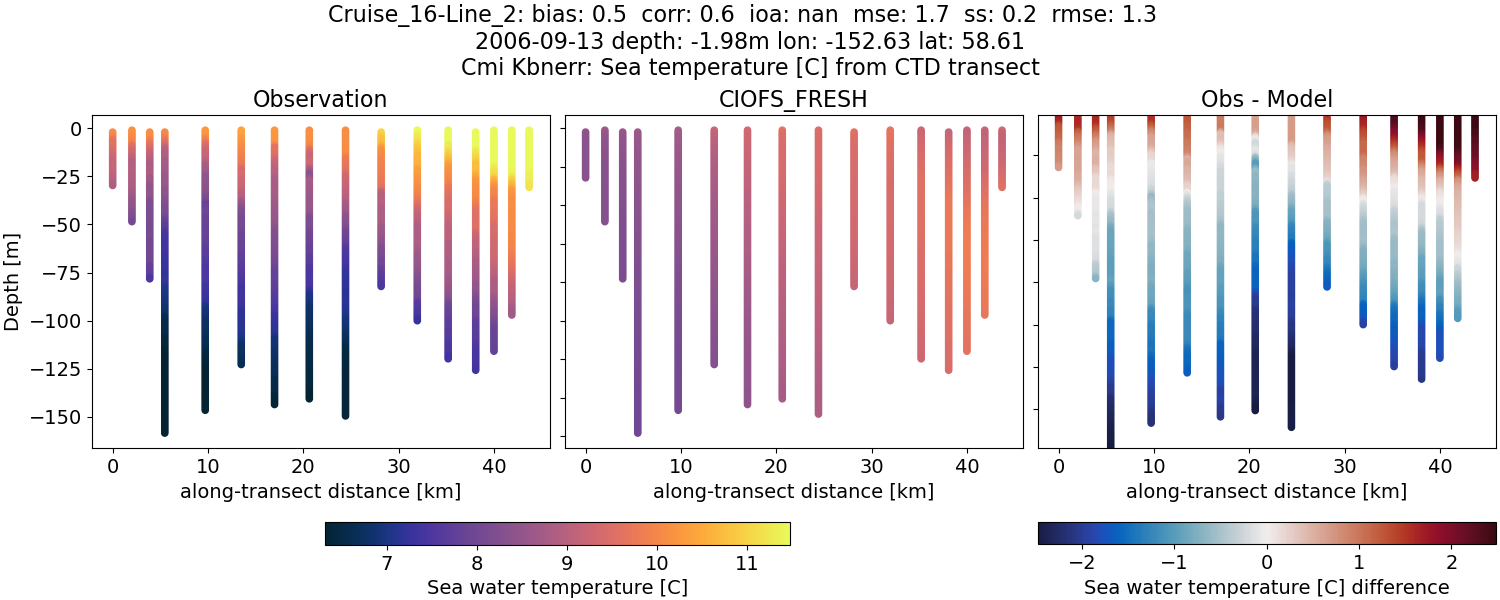 Cruise_16-Line_2: bias: 0.5  corr: 0.6  ioa: nan  mse: 1.7  ss: 0.2  rmse: 1.3
2006-09-13 depth: -1.98m lon: -152.63 lat: 58.61
Cmi Kbnerr: Sea temperature [C] from CTD transect
Observation
CIOFS_FRESH
Obs - Model
Depth [m]
0
−25
−50
−75
−100
−125
−150
0 10 20 30 40
0 10 20 30 40
0 10 20 30 40
along-transect distance [km]
along-transect distance [km]
along-transect distance [km]
7 8 9 10 11
Sea water temperature [C]
−2 −1 0 1 2
Sea water temperature [C] difference